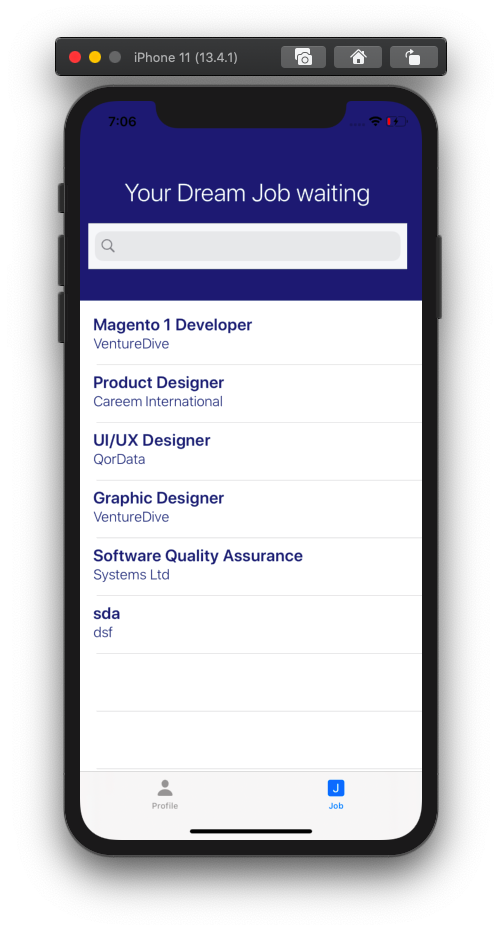 iPhone 11 (13.4.1)
7:06
Your Dream Job waiting
Magento 1 Developer
VentureDive
Product Designer
Careem International
UI/UX Designer
QorData
Graphic Designer
VentureDive
Software Quality Assurance
Systems Ltd
sda
dsf
J
Profile
Job